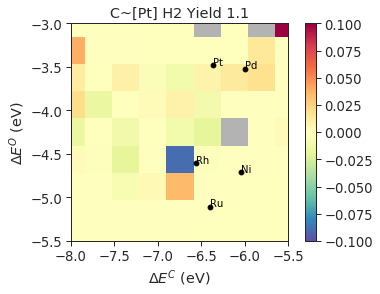 C~[Pt] H2 Yield 1.1
−3.0
−3.5
−4.0
−4.5
−5.0
−5.5
ΔE^O (eV)
Pt
Pd
Rh
Ni
Ru
−8.0 −7.5 −7.0 −6.5 −6.0 −5.5
ΔE^C (eV)
0.100
0.075
0.050
0.025
0.000
−0.025
−0.050
−0.075
−0.100